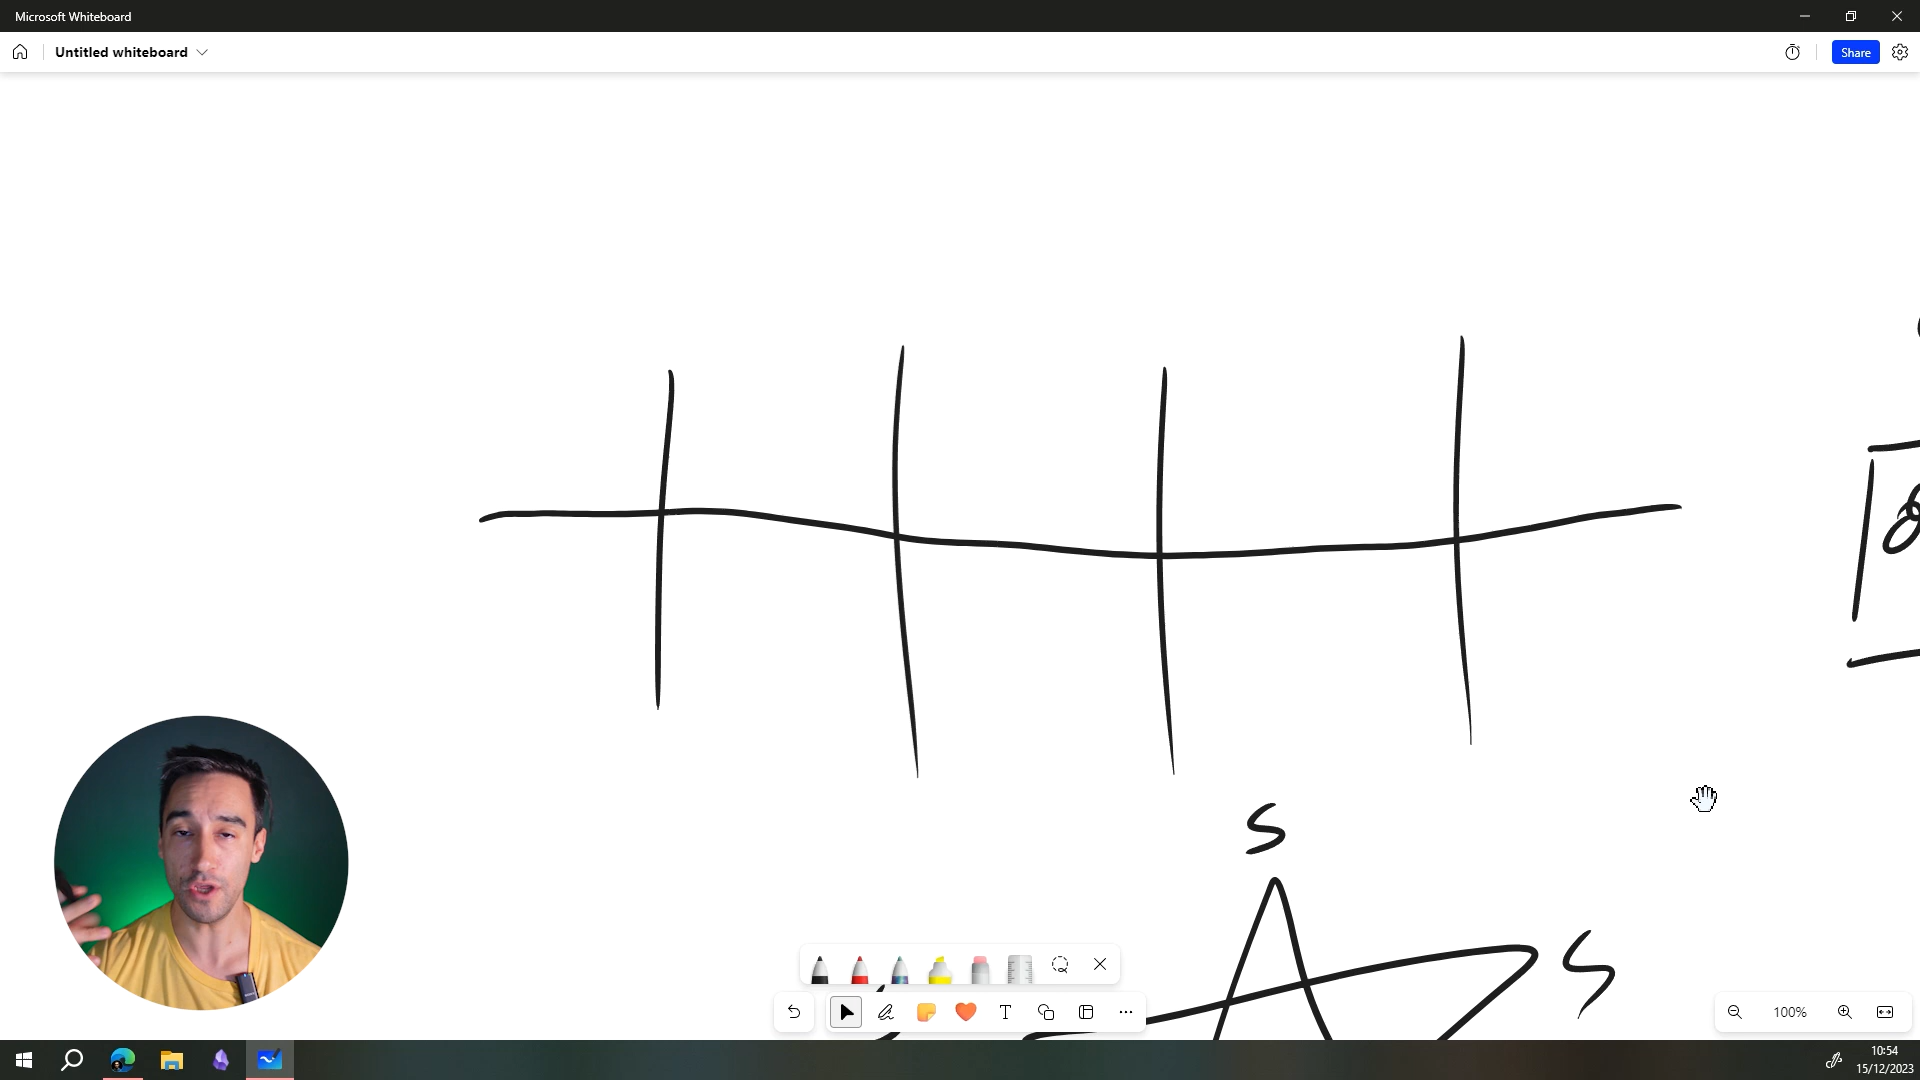 Microsoft Whiteboard
Untitled whiteboard
Share
S
S
100%
10:54
15/12/2023